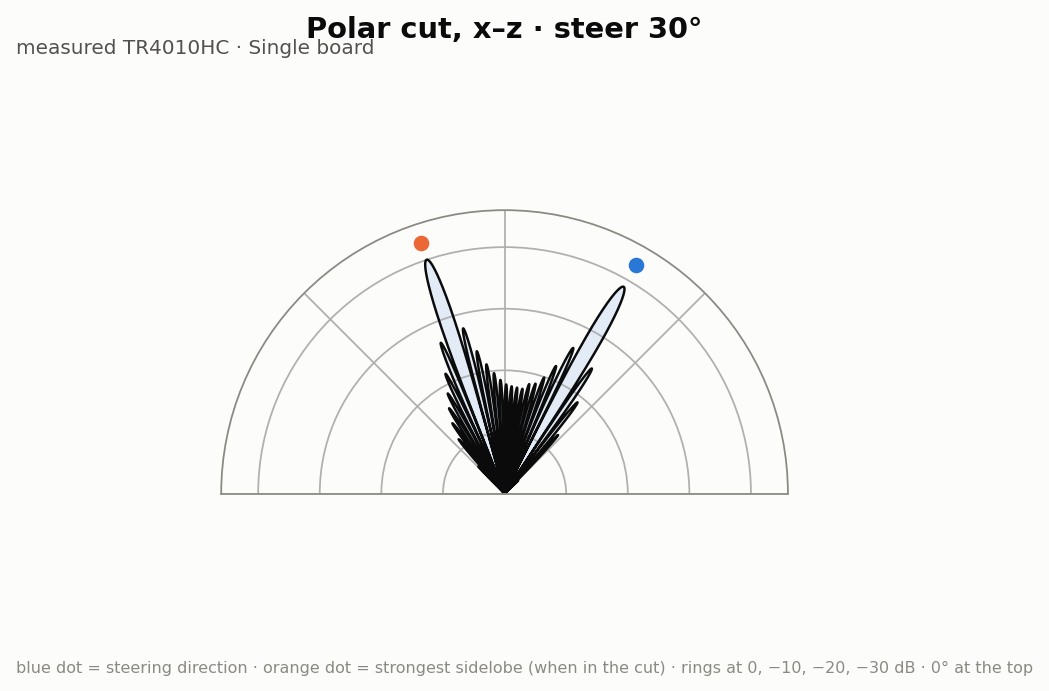 Polar cut, x–z · steer 30°
measured TR4010HC · Single board
blue dot = steering direction · orange dot = strongest sidelobe (when in the cut) · rings at 0, −10, −20, −30 dB · 0° at the top